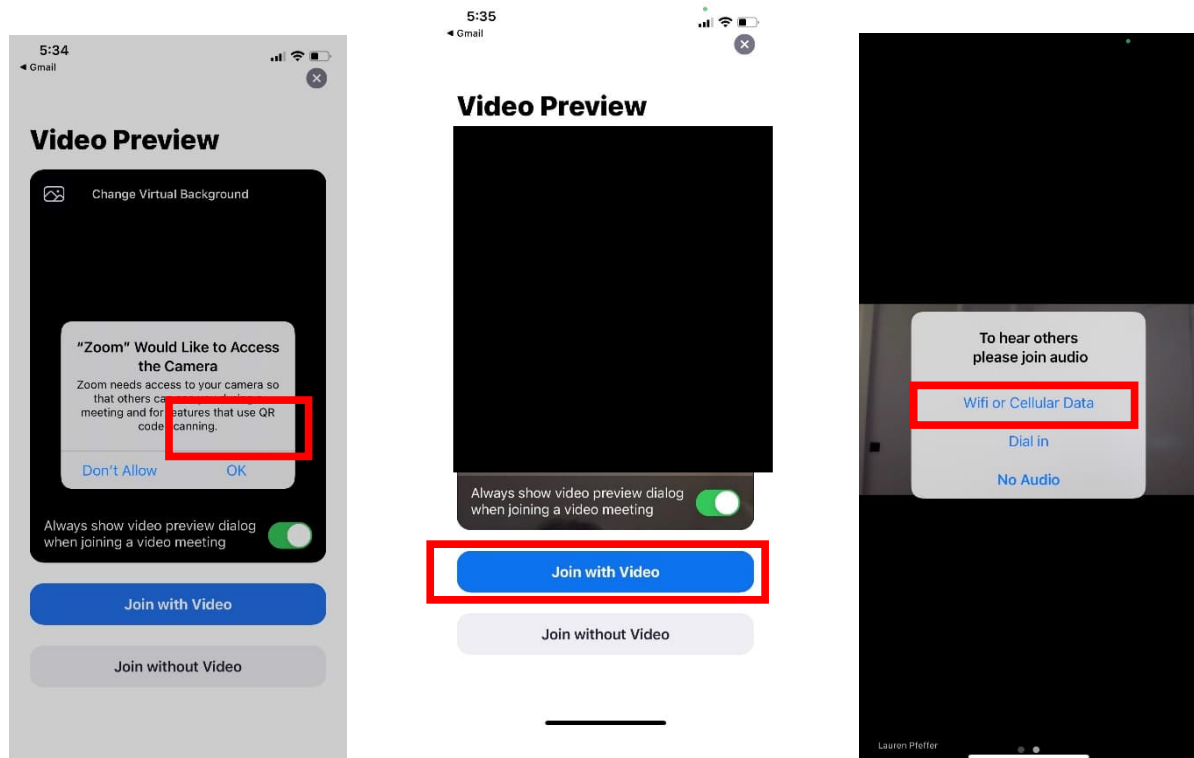 5:34
◄ Gmail
Video Preview
Change Virtual Background
"Zoom" Would Like to Access
the Camera
Zoom needs access to your camera so
that others
meeting and for features that use QR
code scanning.
Don't Allow
OK
Always show video preview dialog
when joining a video meeting
Join with Video
Join without Video
5:35
◄ Gmail
Video Preview
Always show video preview dialog
when joining a video meeting
Join with Video
Join without Video
To hear others
please join audio
Wifi or Cellular Data
Dial in
No Audio
Lauren Pfeffer